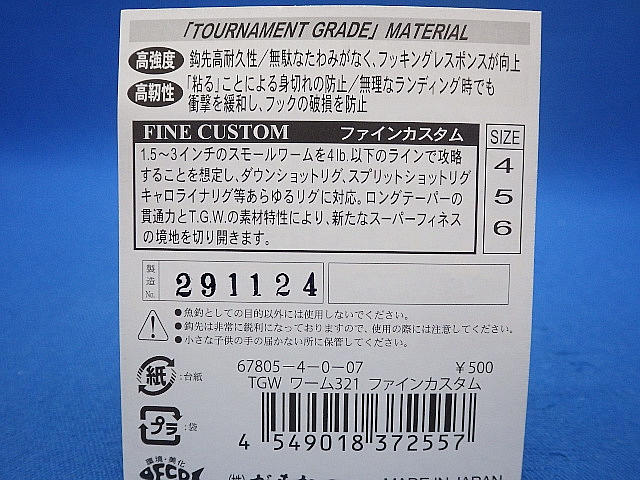 「TOURNAMENT GRADE」 MATERIAL
高強度 鈎先高耐久性／無駄なたわみがなく、フッキングレスポンスが向上
高靭性 「粘る」ことによる身切れの防止／無理なランディング時でも
衝撃を緩和し、フックの破損を防止
FINE CUSTOM ファインカスタム
SIZE
4
5
6
1.5〜3インチのスモールワームを4lb.以下のラインで攻略
することを想定し、ダウンショットリグ、スプリットショットリグ
キャロライナリグ等あらゆるリグに対応。ロングテーパーの
貫通力とT.G.W.の素材特性により、新たなスーパーフィネス
の境地を切り開きます。
製造No. 291124
●魚釣としての目的以外には使用しないでください。
●鈎先は非常に鋭利になっておりますので、使用の際には注意してください。
●小さな子供の手の届かない所に保管してください。
紙 :台紙
67805-4-0-07 ￥500
TGW ワーム321 ファインカスタム
プラ :袋
4 549018 372557
環境・美化
MADE IN JAPAN